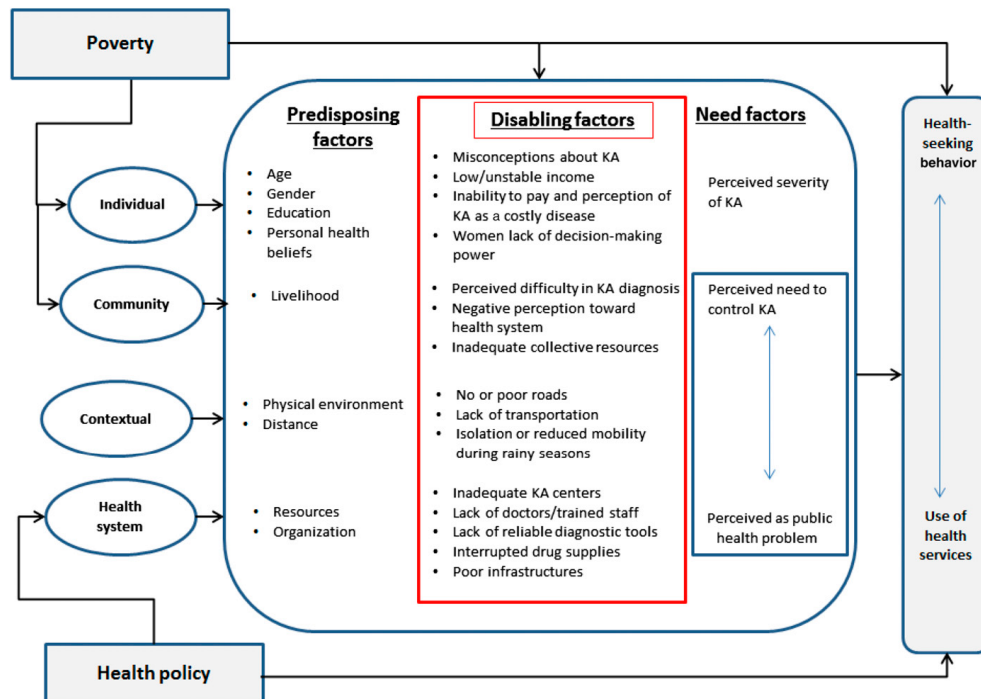 Poverty
Predisposing
factors
Disabling factors
Need factors
Health-
seeking
behavior
Individual
• Age
• Gender
• Education
• Personal health
beliefs
• Misconceptions about KA
• Low/unstable income
• Inability to pay and perception of
KA as a costly disease
• Women lack of decision-making
power
Perceived severity
of KA
Community
• Livelihood
• Perceived difficulty in KA diagnosis
• Negative perception toward
health system
• Inadequate collective resources
Perceived need to
control KA
Contextual
• Physical environment
• Distance
• No or poor roads
• Lack of transportation
• Isolation or reduced mobility
during rainy seasons
Health
system
• Resources
• Organization
• Inadequate KA centers
• Lack of doctors/trained staff
• Lack of reliable diagnostic tools
• Interrupted drug supplies
• Poor infrastructures
Perceived as public
health problem
Use of
health
services
Health policy